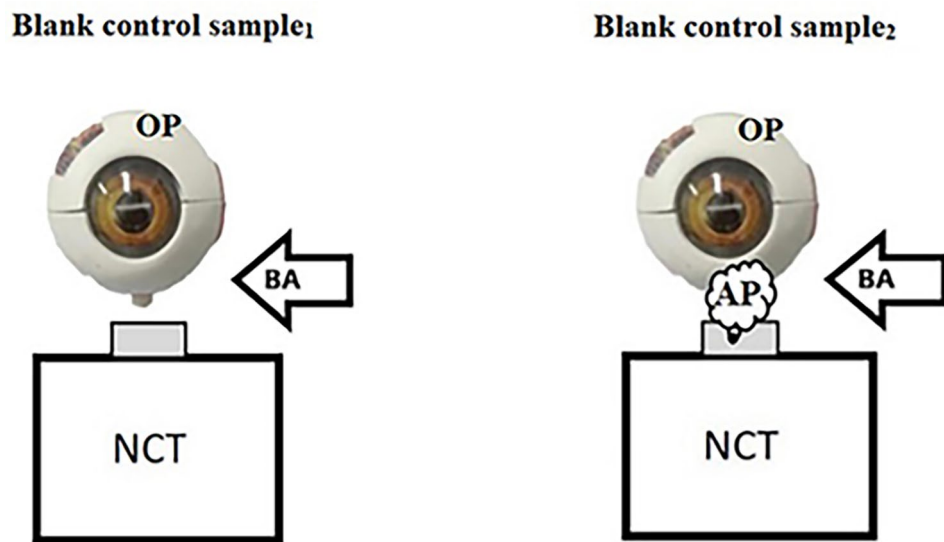 Blank control sample₁
Blank control sample₂
OP
OP
BA
AP
BA
NCT
NCT